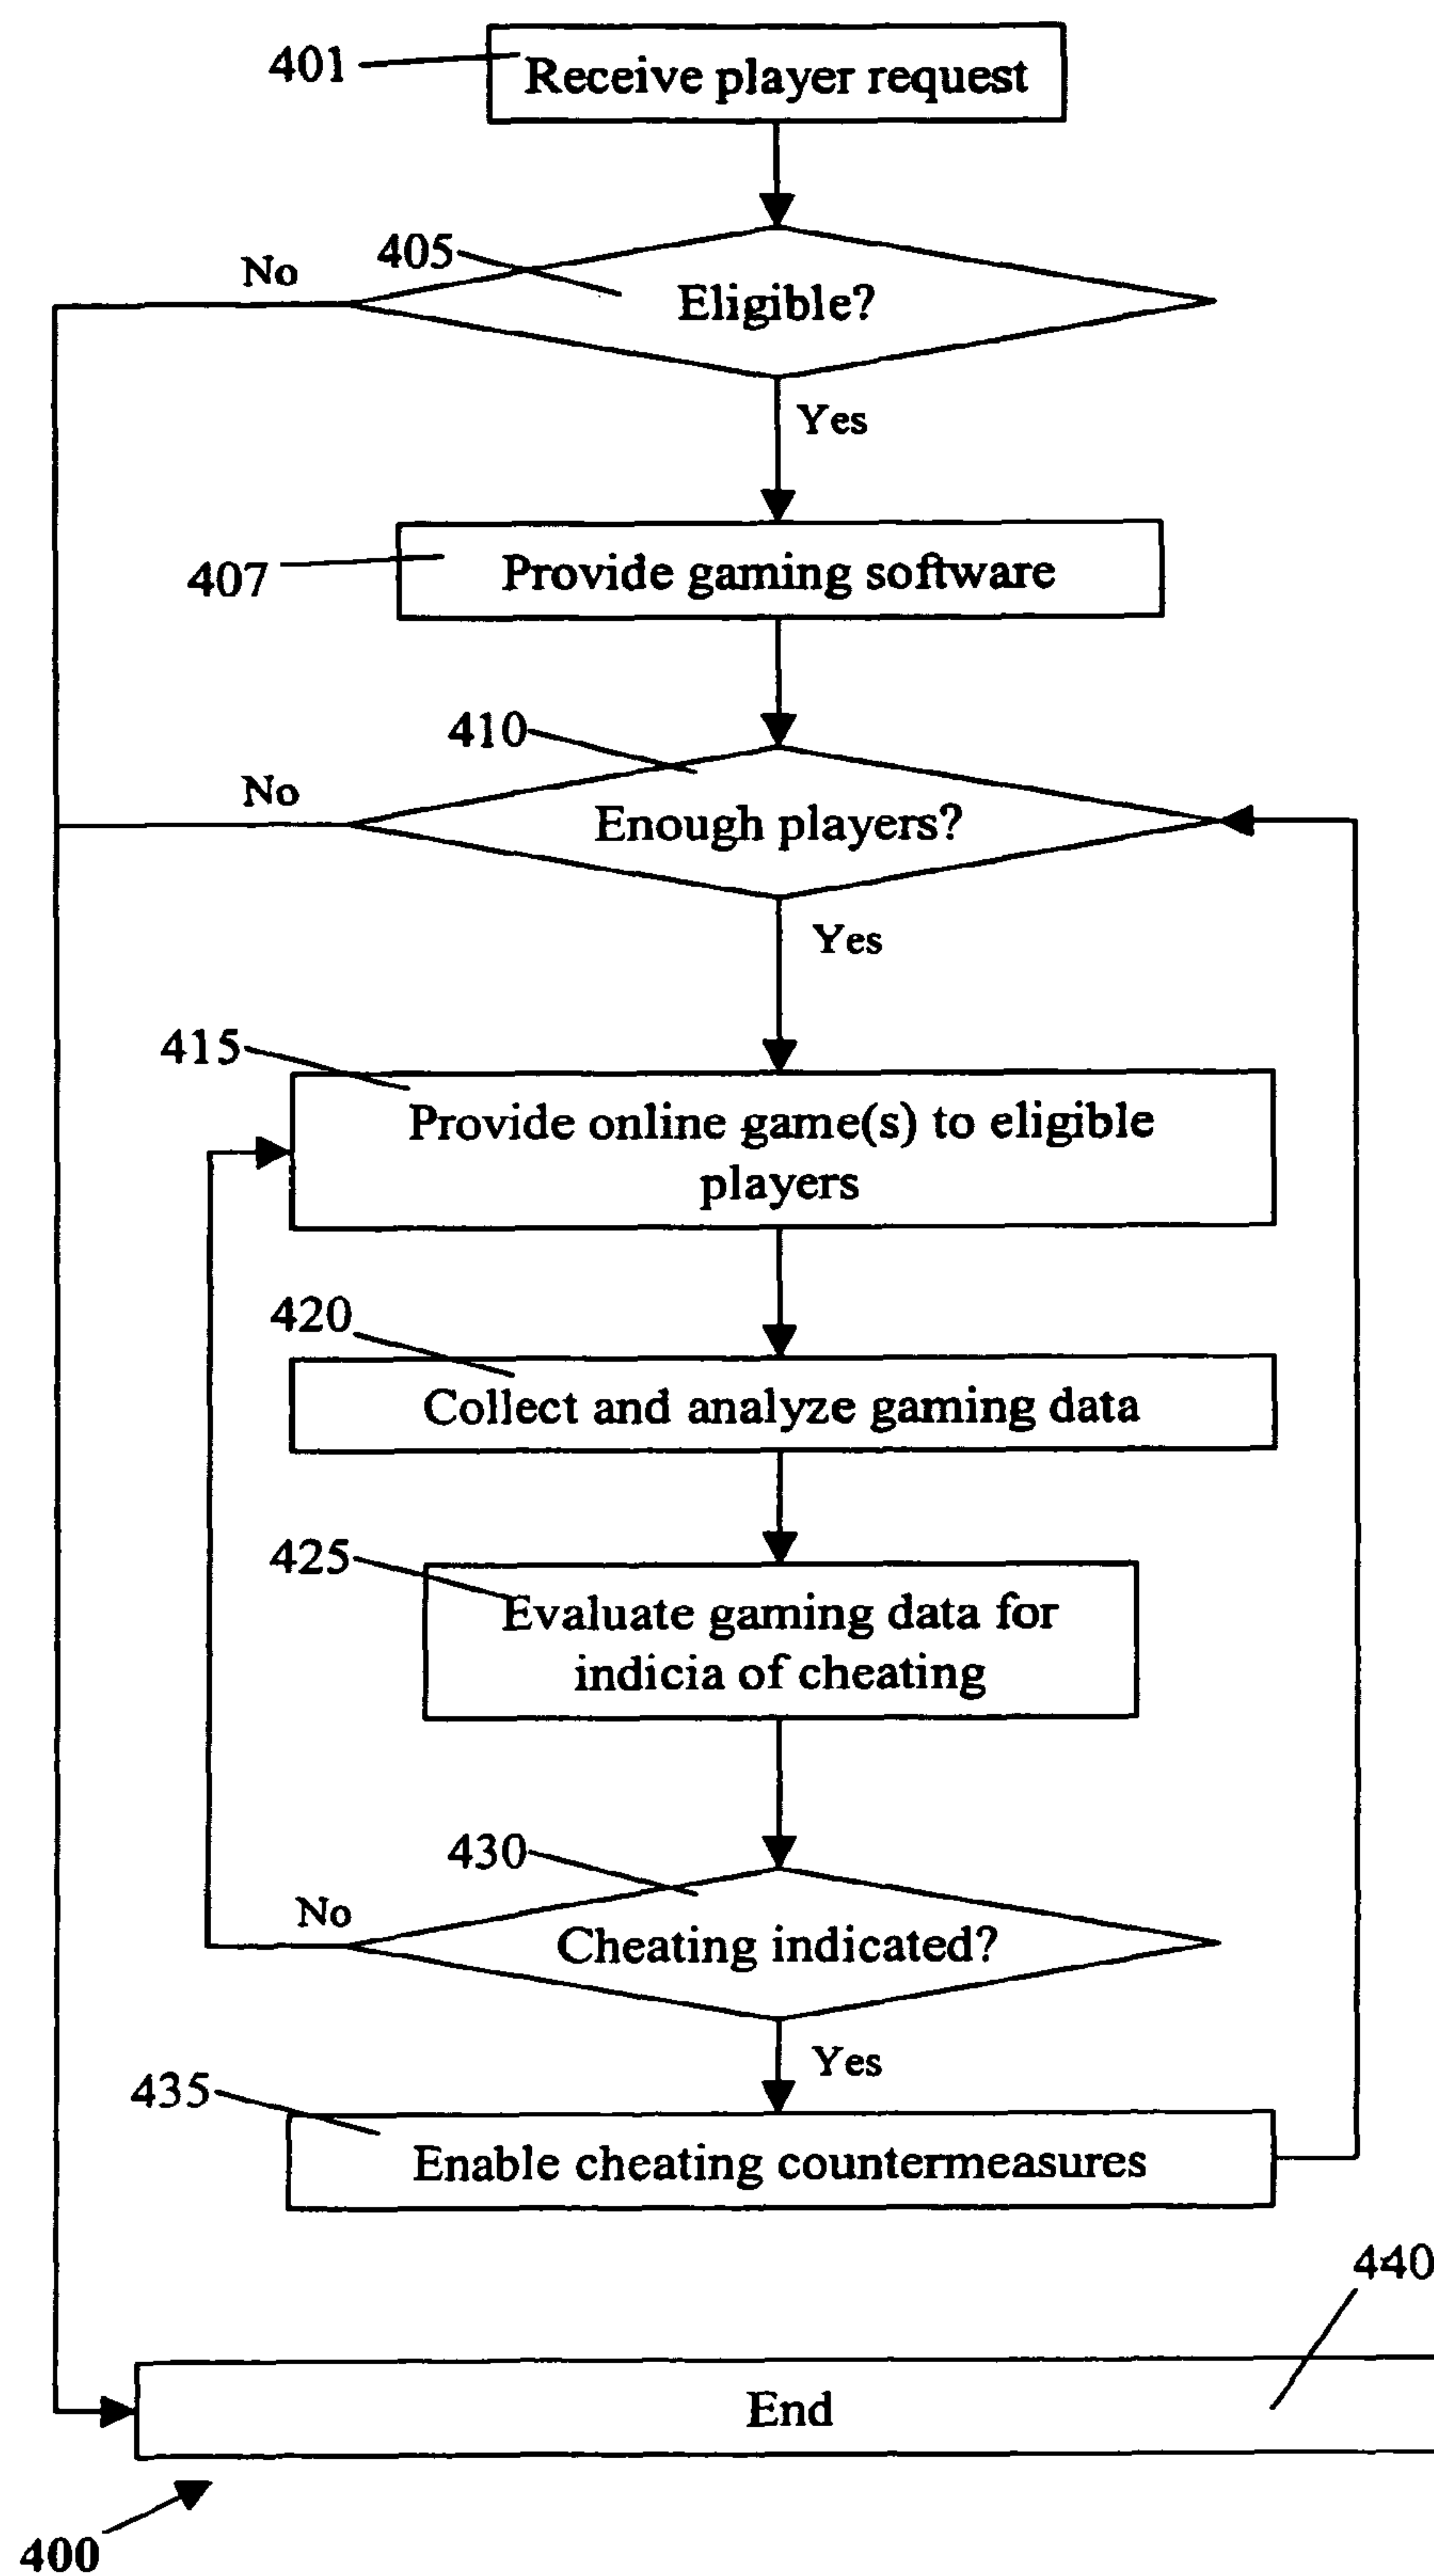 401
Receive player request
405
No
Eligible?
Yes
407
Provide gaming software
410
No
Enough players?
Yes
415
Provide online game(s) to eligible
players
420
Collect and analyze gaming data
425
Evaluate gaming data for
indicia of cheating
430
No
Cheating indicated?
Yes
435
Enable cheating countermeasures
440
End
400